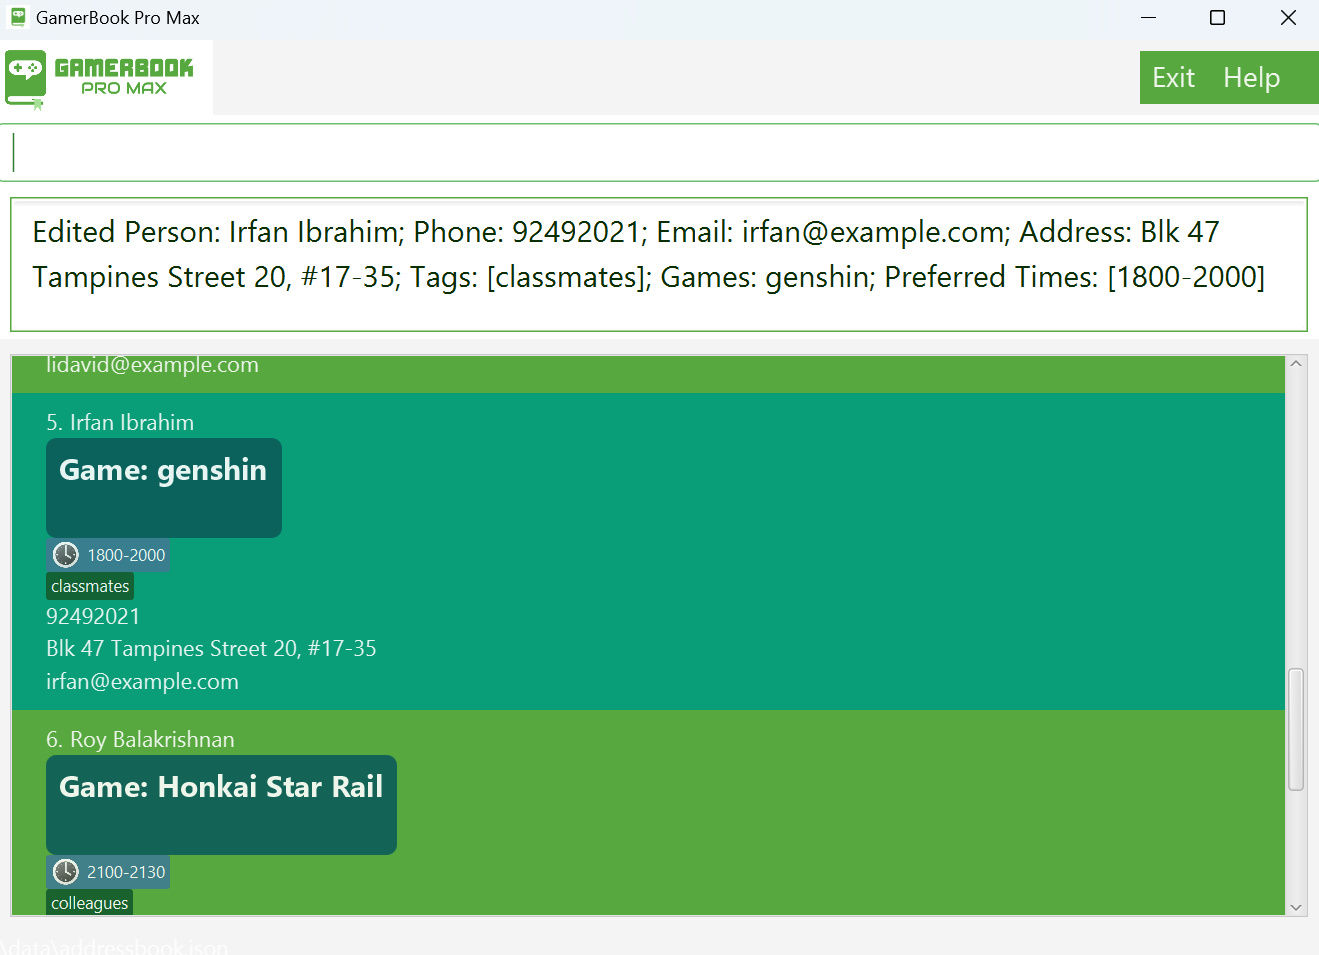 GamerBook Pro Max
GAMERBOOK
PRO MAX
Exit Help
Edited Person: Irfan Ibrahim; Phone: 92492021; Email: irfan@example.com; Address: Blk 47
Tampines Street 20, #17-35; Tags: [classmates]; Games: genshin; Preferred Times: [1800-2000]
lidavid@example.com
5. Irfan Ibrahim
Game: genshin
1800-2000
classmates
92492021
Blk 47 Tampines Street 20, #17-35
irfan@example.com
6. Roy Balakrishnan
Game: Honkai Star Rail
2100-2130
colleagues
\data\addressbook.json